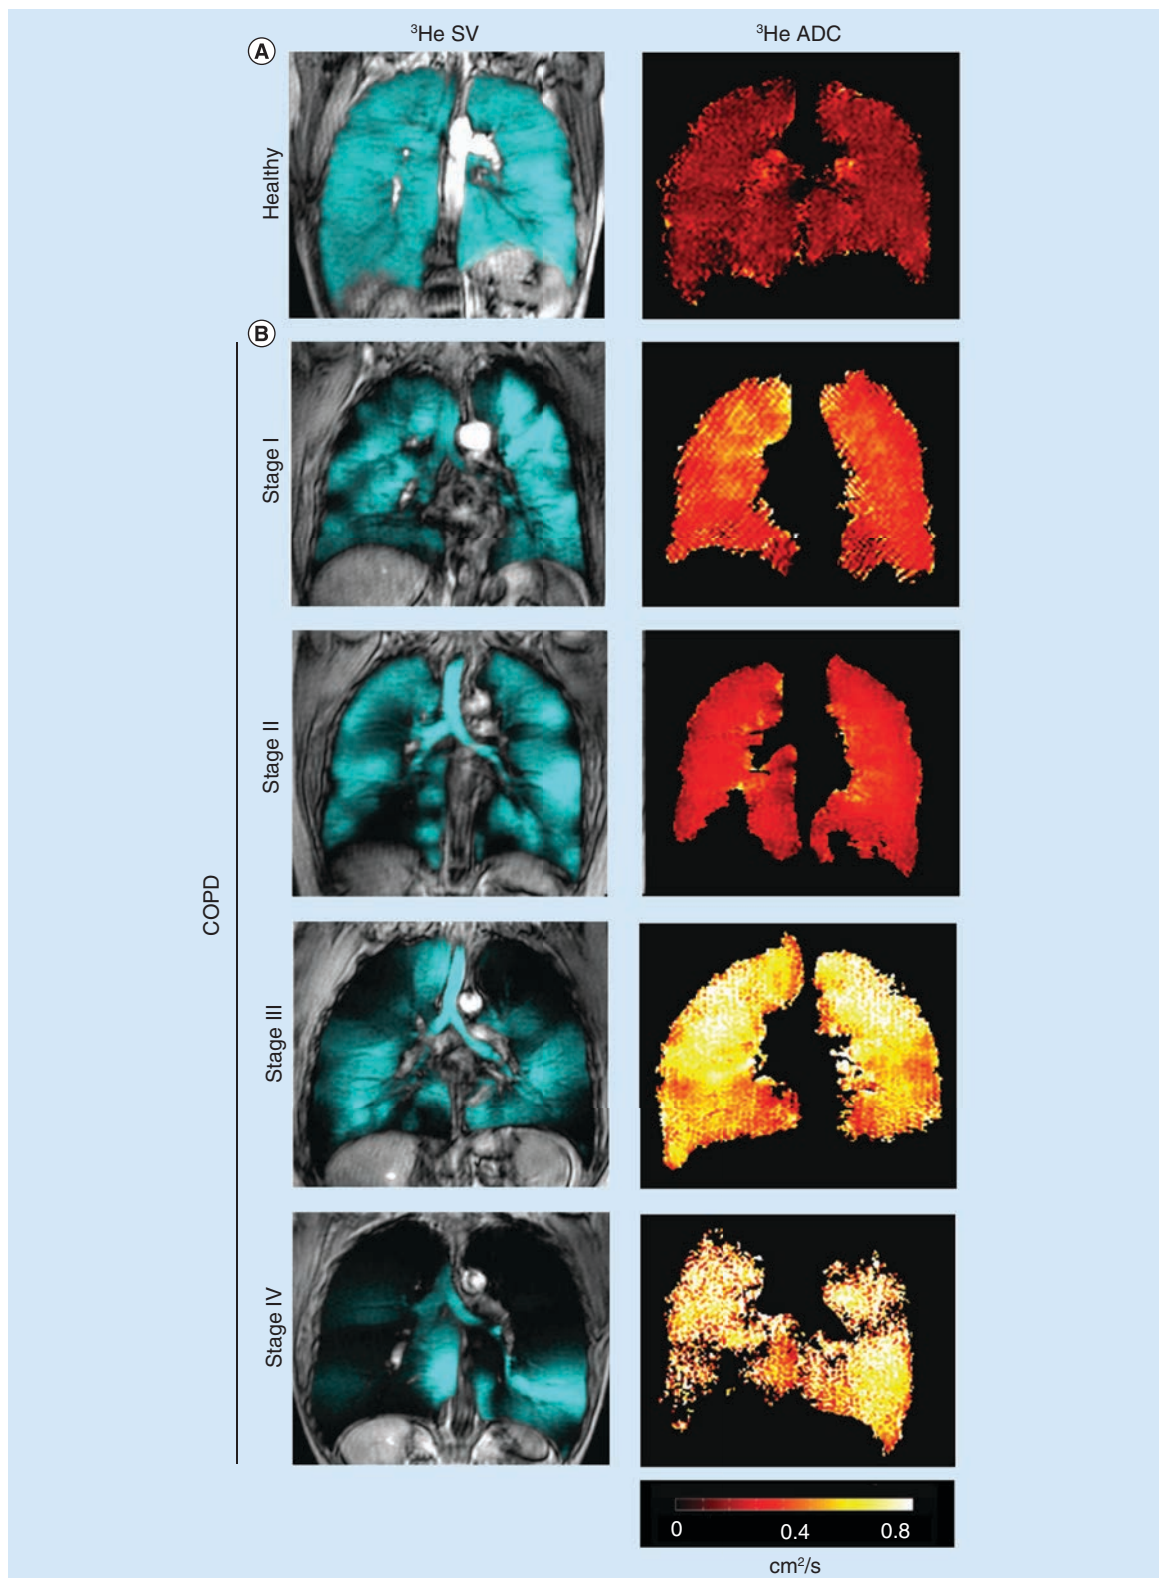 ³He SV
³He ADC
A
Healthy
B
Stage I
Stage II
COPD
Stage III
Stage IV
0
0.4
0.8
cm²/s